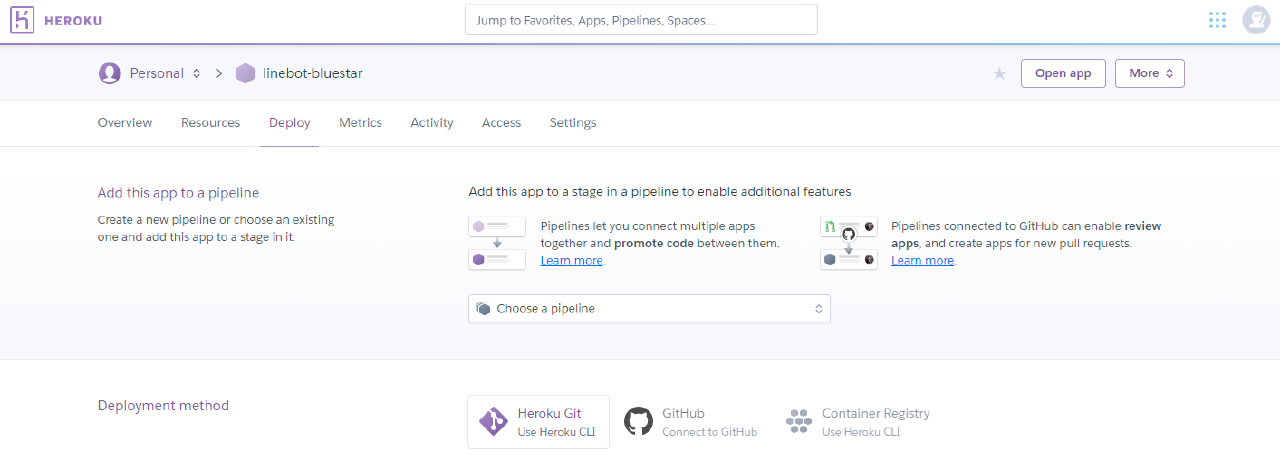 HEROKU
Jump to Favorites, Apps, Pipelines, Spaces...
Personal
linebot-bluestar
Open app
More
Overview
Resources
Deploy
Metrics
Activity
Access
Settings
Add this app to a pipeline
Create a new pipeline or choose an existing
one and add this app to a stage in it.
Add this app to a stage in a pipeline to enable additional features
Pipelines let you connect multiple apps
together and promote code between them.
Learn more.
Pipelines connected to GitHub can enable review
apps, and create apps for new pull requests.
Learn more.
Choose a pipeline
Deployment method
Heroku Git
Use Heroku CLI
GitHub
Connect to GitHub
Container Registry
Use Heroku CLI